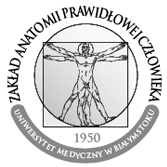 ZAKŁAD ANATOMII PRAWIDŁOWEJ CZŁOWIEKA
1950
UNIWERSYTET MEDYCZNY W BIAŁYMSTOKU